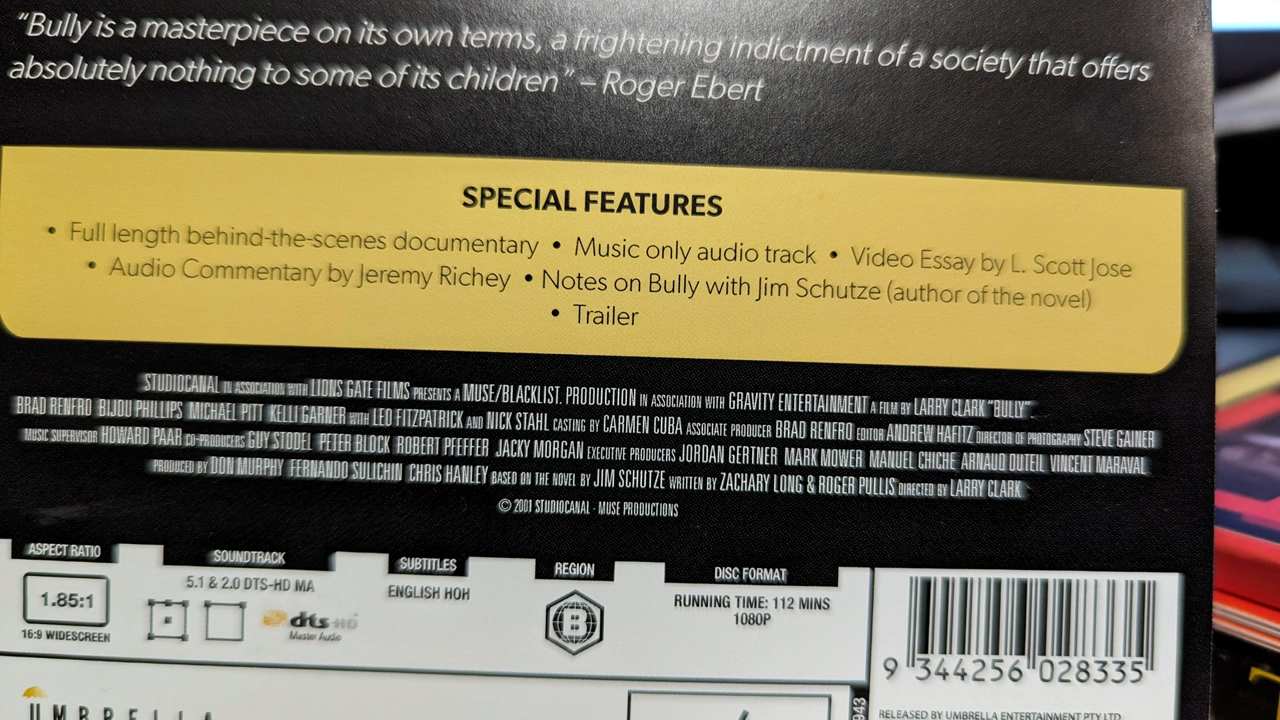 "Bully is a masterpiece on its own terms, a frightening indictment of a society that offers
absolutely nothing to some of its children" – Roger Ebert
SPECIAL FEATURES
• Full length behind-the-scenes documentary • Music only audio track • Video Essay by L. Scott Jose
• Audio Commentary by Jeremy Richey • Notes on Bully with Jim Schutze (author of the novel)
• Trailer
STUDIOCANAL IN ASSOCIATION WITH LIONS GATE FILMS PRESENTS A MUSE/BLACKLIST. PRODUCTION IN ASSOCIATION WITH GRAVITY ENTERTAINMENT A FILM BY LARRY CLARK "BULLY"
BRAD RENFRO BIJOU PHILLIPS MICHAEL PITT KELLI GARNER WITH LEO FITZPATRICK AND NICK STAHL CASTING BY CARMEN CUBA ASSOCIATE PRODUCER BRAD RENFRO EDITOR ANDREW HAFITZ DIRECTOR OF PHOTOGRAPHY STEVE GAINER
MUSIC SUPERVISOR HOWARD PAAR CO-PRODUCERS GUY STODEL PETER BLOCK ROBERT PFEFFER JACKY MORGAN EXECUTIVE PRODUCERS JORDAN GERTNER MARK MOWER MANUEL CHICHE ARNAUD DUTEIL VINCENT MARAVAL
PRODUCED BY DON MURPHY FERNANDO SULICHIN CHRIS HANLEY BASED ON THE NOVEL BY JIM SCHUTZE WRITTEN BY ZACHARY LONG & ROGER PULLIS DIRECTED BY LARRY CLARK
© 2001 STUDIOCANAL - MUSE PRODUCTIONS
ASPECT RATIO
1.85:1
16:9 WIDESCREEN
SOUNDTRACK
5.1 & 2.0 DTS-HD MA
dts-HD
Master Audio
SUBTITLES
ENGLISH HOH
REGION
B
DISC FORMAT
RUNNING TIME: 112 MINS
1080P
9 344256 028335
RELEASED BY UMBRELLA ENTERTAINMENT PTY LTD
UMBRELLA
943